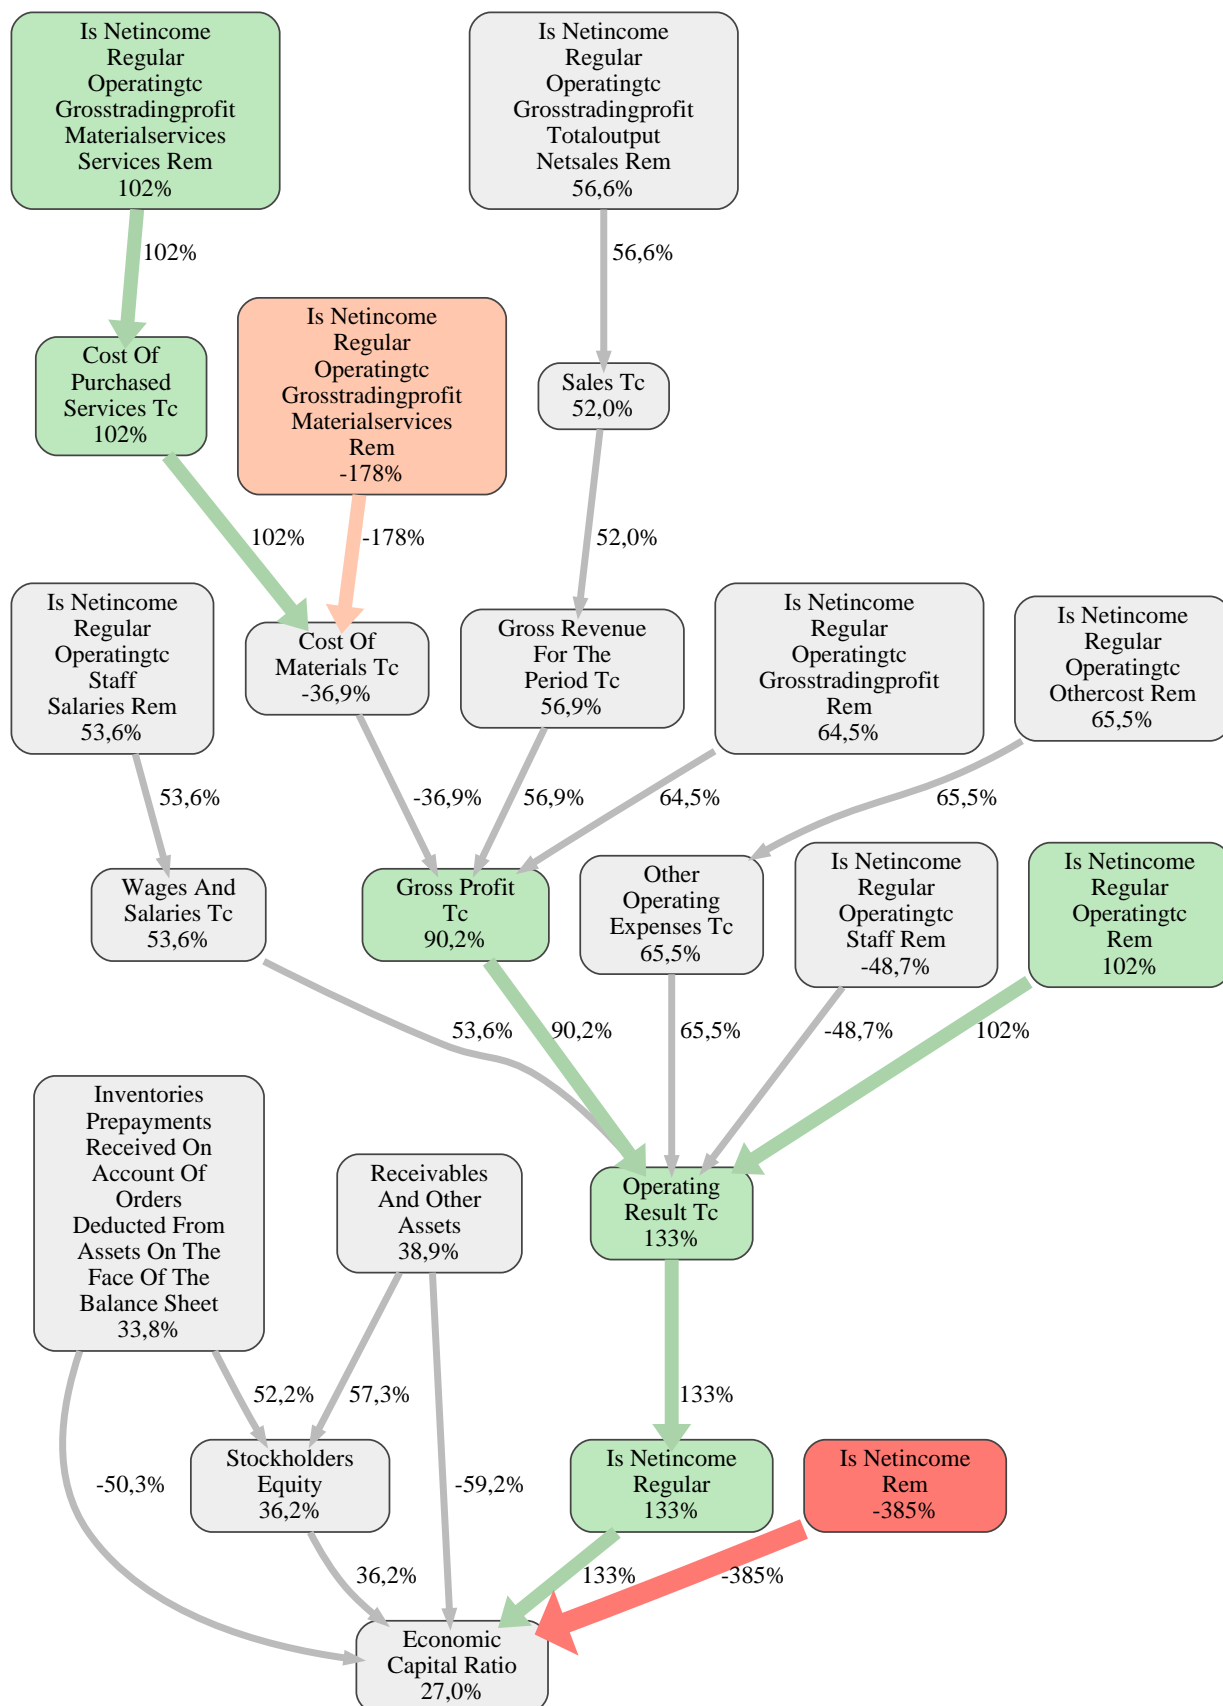 Is Netincome
Regular
Operatingtc
Grosstradingprofit
Materialservices
Services Rem
102%
Is Netincome
Regular
Operatingtc
Grosstradingprofit
Totaloutput
Netsales Rem
56,6%
102%
56,6%
Cost Of
Purchased
Services Tc
102%
Is Netincome
Regular
Operatingtc
Grosstradingprofit
Materialservices
Rem
-178%
Sales Tc
52,0%
102%
-178%
52,0%
Is Netincome
Regular
Operatingtc
Staff
Salaries Rem
53,6%
Cost Of
Materials Tc
-36,9%
Gross Revenue
For The
Period Tc
56,9%
Is Netincome
Regular
Operatingtc
Grosstradingprofit
Rem
64,5%
Is Netincome
Regular
Operatingtc
Othercost Rem
65,5%
53,6%
-36,9%
56,9%
64,5%
65,5%
Wages And
Salaries Tc
53,6%
Gross Profit
Tc
90,2%
Other
Operating
Expenses Tc
65,5%
Is Netincome
Regular
Operatingtc
Staff Rem
-48,7%
Is Netincome
Regular
Operatingtc
Rem
102%
53,6%
90,2%
65,5%
-48,7%
102%
Inventories
Prepayments
Received On
Account Of
Orders
Deducted From
Assets On The
Face Of The
Balance Sheet
33,8%
Receivables
And Other
Assets
38,9%
Operating
Result Tc
133%
52,2%
57,3%
133%
-50,3%
Stockholders
Equity
36,2%
-59,2%
Is Netincome
Regular
133%
Is Netincome
Rem
-385%
36,2%
133%
-385%
Economic
Capital Ratio
27,0%